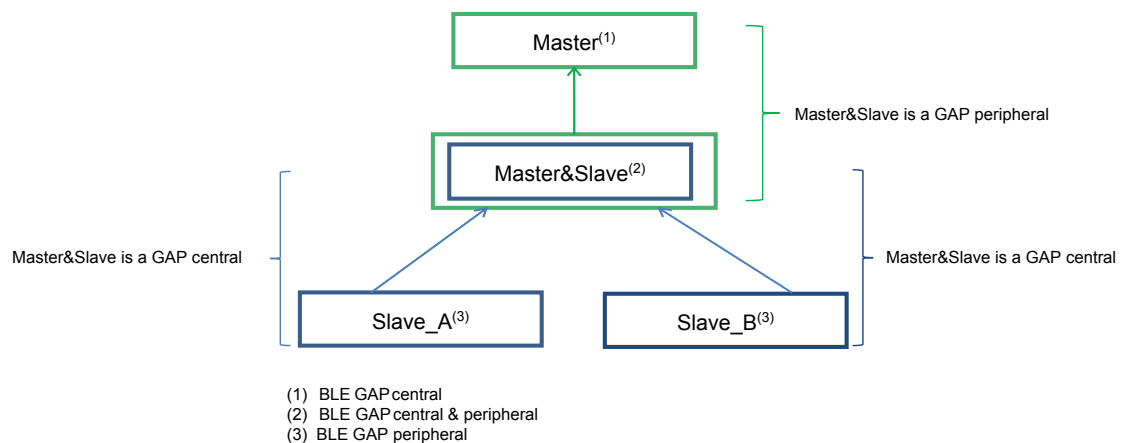 Master(1)
Master&Slave is a GAP peripheral
Master&Slave(2)
Master&Slave is a GAP central
Master&Slave is a GAP central
Slave_A(3)
Slave_B(3)
(1) BLE GAP central
(2) BLE GAP central & peripheral
(3) BLE GAP peripheral